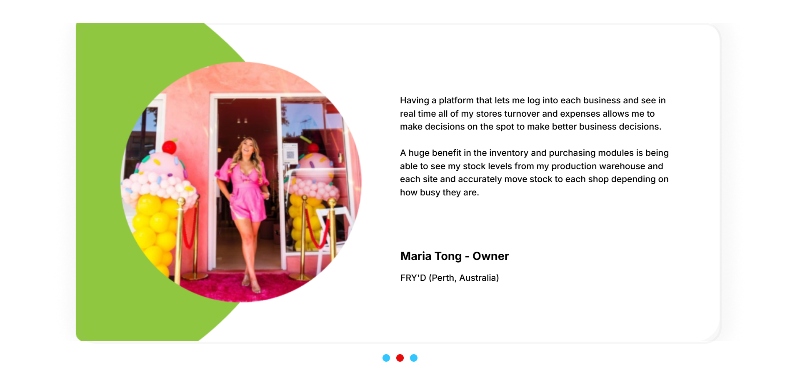 Having a platform that lets me log into each business and see in
real time all of my stores turnover and expenses allows me to
make decisions on the spot to make better business decisions.
A huge benefit in the inventory and purchasing modules is being
able to see my stock levels from my production warehouse and
each site and accurately move stock to each shop depending on
how busy they are.
Maria Tong - Owner
FRY'D (Perth, Australia)